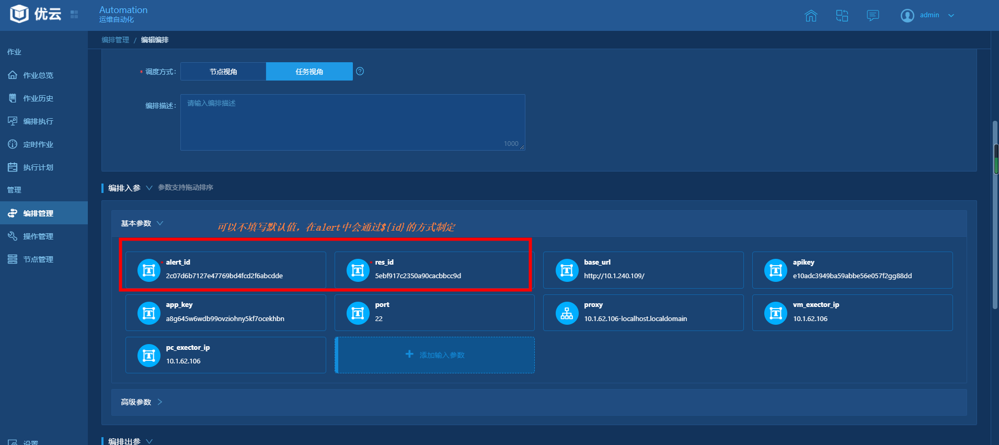 优云
Automation
运维自动化
admin
作业
作业总览
作业历史
编排执行
定时作业
执行计划
管理
编排管理
操作管理
节点管理
设置
编排管理 / 编辑编排
* 调度方式: 节点视角 任务视角 ?
编排描述: 请输入编排描述
1000
编排入参 参数支持拖动排序
基本参数
可以不填写默认值，在alert中会通过${id}的方式制定
* alert_id
2c07d6b7127e47769bd4fcd2f6abcdde
* res_id
5ebf917c2350a90cacbbcc9d
base_url
http://10.1.240.109/
apikey
e10adc3949ba59abbe56e057f2gg88dd
app_key
a8g645w6wdb99ovziohny5kf7ocekhbn
port
22
proxy
10.1.62.106-localhost.localdomain
vm_exector_ip
10.1.62.106
pc_exector_ip
10.1.62.106
+ 添加输入参数
高级参数
编排出参